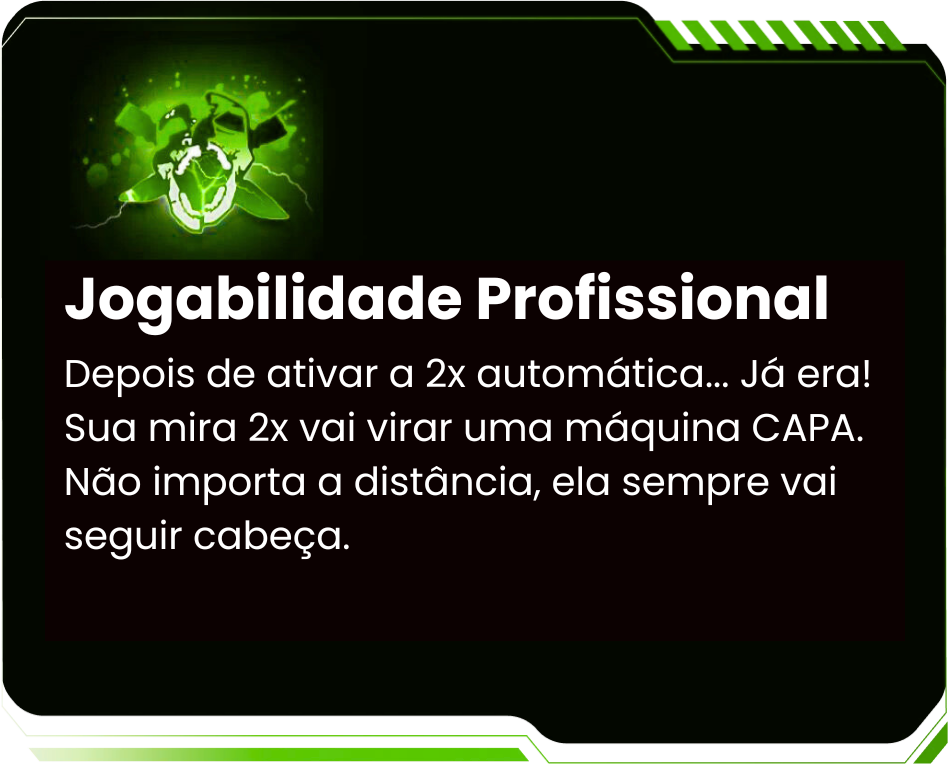 Jogabilidade Profissional
Depois de ativar a 2x automática... Já era!
Sua mira 2x vai virar uma máquina CAPA.
Não importa a distância, ela sempre vai
seguir cabeça.